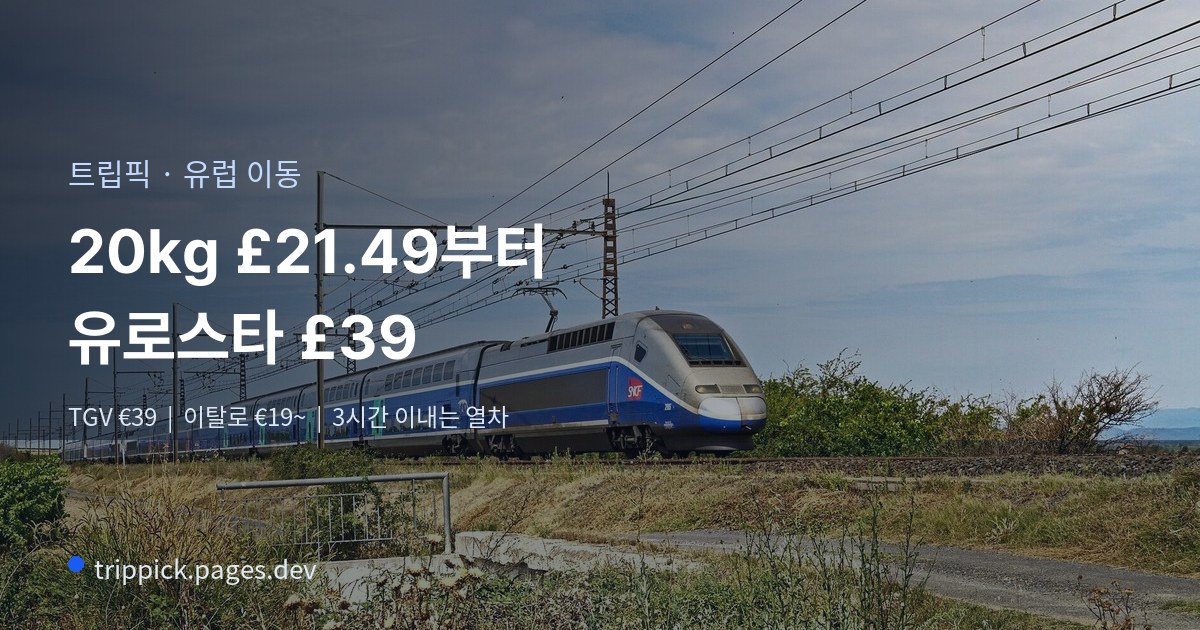 트립픽 · 유럽 이동
20kg £21.49부터
유로스타 £39
TGV €39 | 이탈로 €19~ | 3시간 이내는 열차
SNCF
trippick.pages.dev